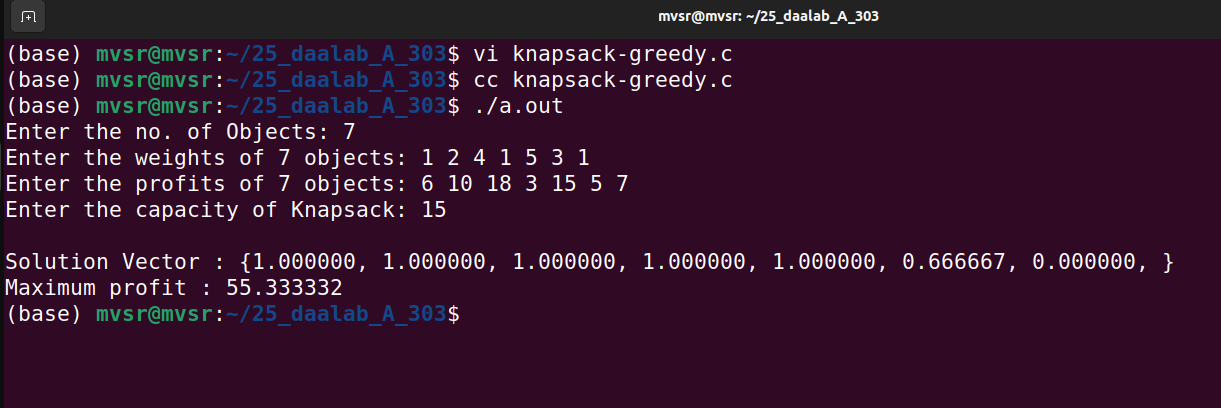 mvsr@mvsr: ~/25_daalab_A_303
(base) mvsr@mvsr:~/25_daalab_A_303$ vi knapsack-greedy.c
(base) mvsr@mvsr:~/25_daalab_A_303$ cc knapsack-greedy.c
(base) mvsr@mvsr:~/25_daalab_A_303$ ./a.out
Enter the no. of Objects: 7
Enter the weights of 7 objects: 1 2 4 1 5 3 1
Enter the profits of 7 objects: 6 10 18 3 15 5 7
Enter the capacity of Knapsack: 15
Solution Vector : {1.000000, 1.000000, 1.000000, 1.000000, 1.000000, 0.666667, 0.000000, }
Maximum profit : 55.333332
(base) mvsr@mvsr:~/25_daalab_A_303$